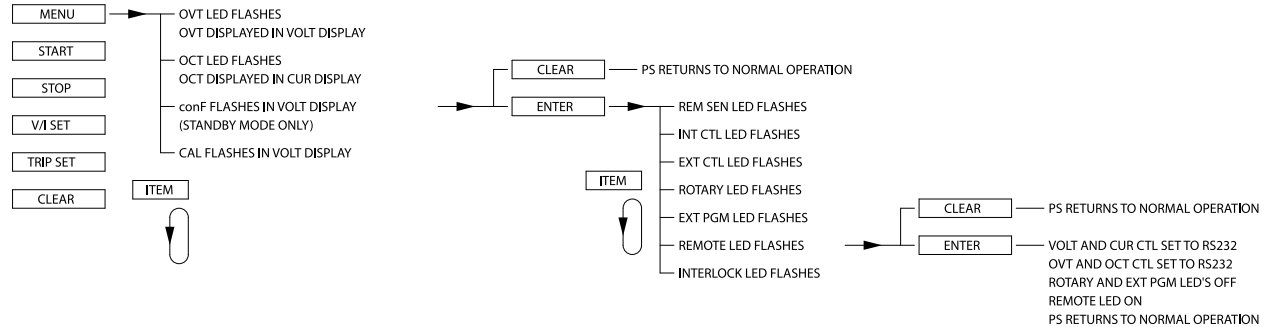 MENU
START
STOP
V/I SET
TRIP SET
CLEAR
OVT LED FLASHES
OVT DISPLAYED IN VOLT DISPLAY
OCT LED FLASHES
OCT DISPLAYED IN CUR DISPLAY
conF FLASHES IN VOLT DISPLAY
(STANDBY MODE ONLY)
CAL FLASHES IN VOLT DISPLAY
ITEM
CLEAR
PS RETURNS TO NORMAL OPERATION
ENTER
REM SEN LED FLASHES
INT CTL LED FLASHES
EXT CTL LED FLASHES
ROTARY LED FLASHES
EXT PGM LED FLASHES
REMOTE LED FLASHES
INTERLOCK LED FLASHES
ITEM
CLEAR
PS RETURNS TO NORMAL OPERATION
ENTER
VOLT AND CUR CTL SET TO RS232
OVT AND OCT CTL SET TO RS232
ROTARY AND EXT PGM LED'S OFF
REMOTE LED ON
PS RETURNS TO NORMAL OPERATION